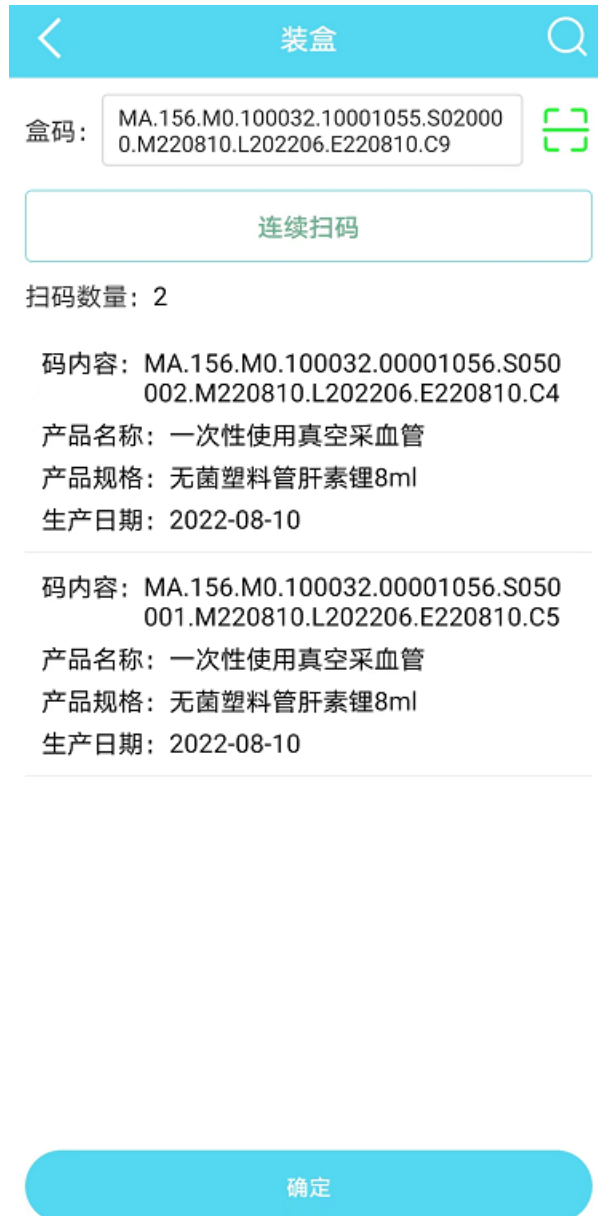 装盒
盒码：
MA.156.M0.100032.10001055.S02000
0.M220810.L202206.E220810.C9
连续扫码
扫码数量：2
码内容：MA.156.M0.100032.00001056.S050
002.M220810.L202206.E220810.C4
产品名称：一次性使用真空采血管
产品规格：无菌塑料管肝素锂8ml
生产日期：2022-08-10
码内容：MA.156.M0.100032.00001056.S050
001.M220810.L202206.E220810.C5
产品名称：一次性使用真空采血管
产品规格：无菌塑料管肝素锂8ml
生产日期：2022-08-10
确定